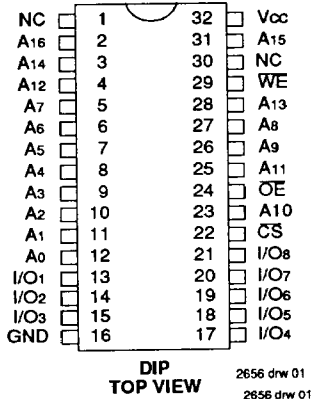 NC 1 32 Vcc
A16 2 31 A15
A14 3 30 NC
A12 4 29 WE
A7 5 28 A13
A6 6 27 A8
A5 7 26 A9
A4 8 25 A11
A3 9 24 OE
A2 10 23 A10
A1 11 22 CS
A0 12 21 I/O8
I/O1 13 20 I/O7
I/O2 14 19 I/O6
I/O3 15 18 I/O5
GND 16 17 I/O4
DIP
TOP VIEW
2656 drw 01
2656 drw 01